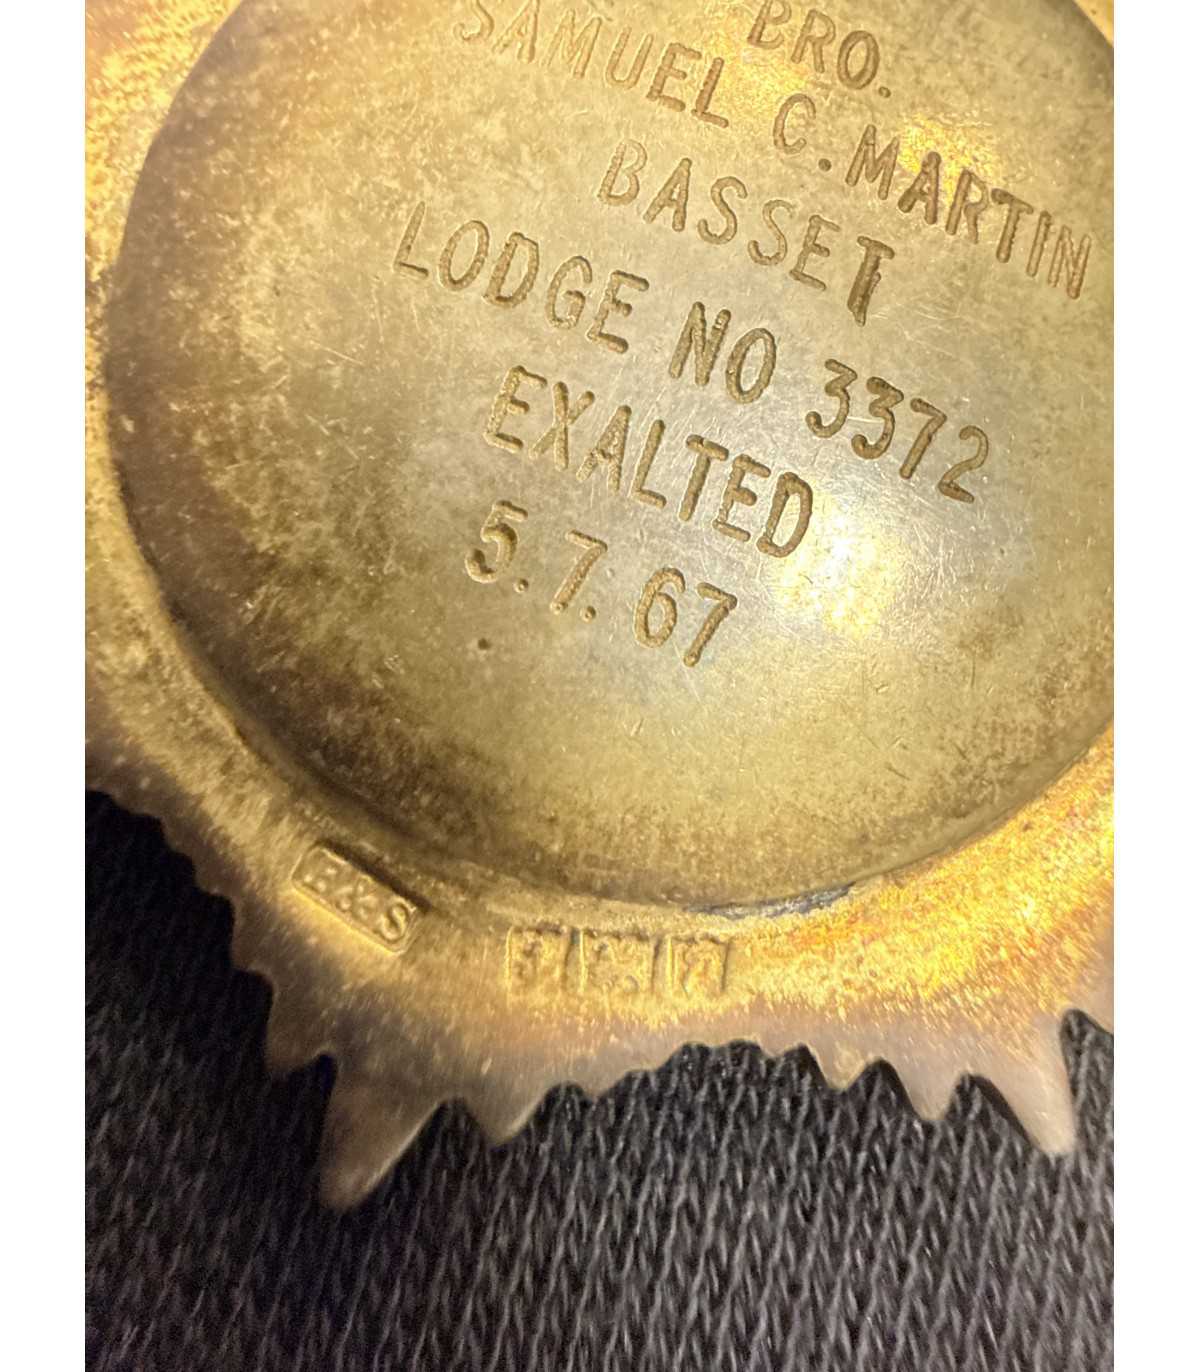 BRO.
SAMUEL C. MARTIN
BASSET
LODGE NO 3372
EXALTED
5.7.67